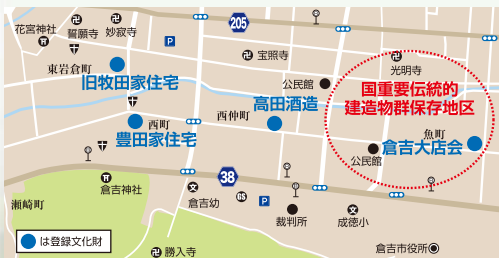 205
花宮神社
誓願寺
妙寂寺
P
宝照寺
光明寺
東岩倉町
旧牧田家住宅
公民館
国重要伝統的
建造物群保存地区
高田酒造
西仲町
西町
豊田家住宅
魚町
倉吉大店会
公民館
38
倉吉神社
倉吉幼
GS
P
瀬崎町
裁判所
成徳小
は登録文化財
勝入寺
倉吉市役所
文
文